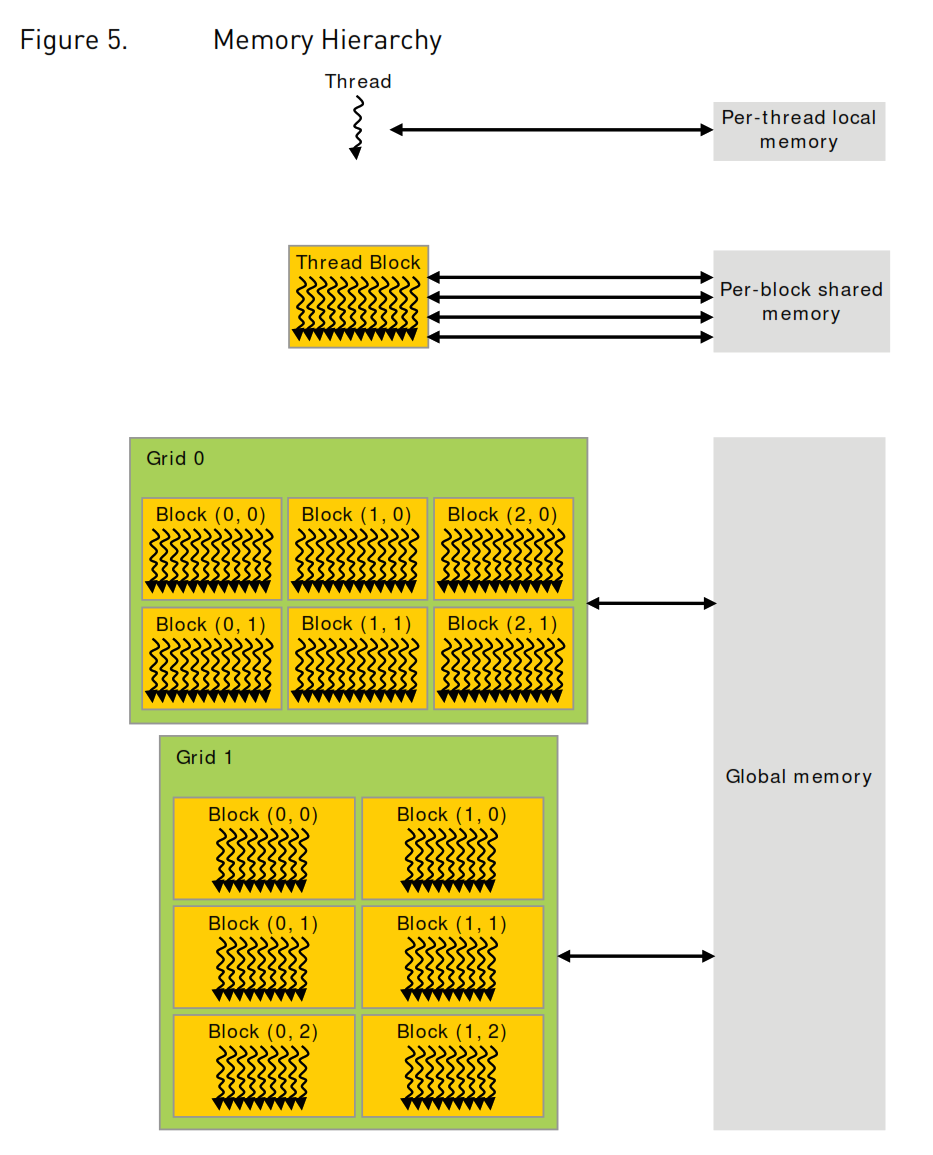 Figure 5. Memory Hierarchy
Thread
Per-thread local
memory
Thread Block
Per-block shared
memory
Grid 0
Block (0, 0) Block (1, 0) Block (2, 0)
Block (0, 1) Block (1, 1) Block (2, 1)
Grid 1
Block (0, 0) Block (1, 0)
Block (0, 1) Block (1, 1)
Block (0, 2) Block (1, 2)
Global memory